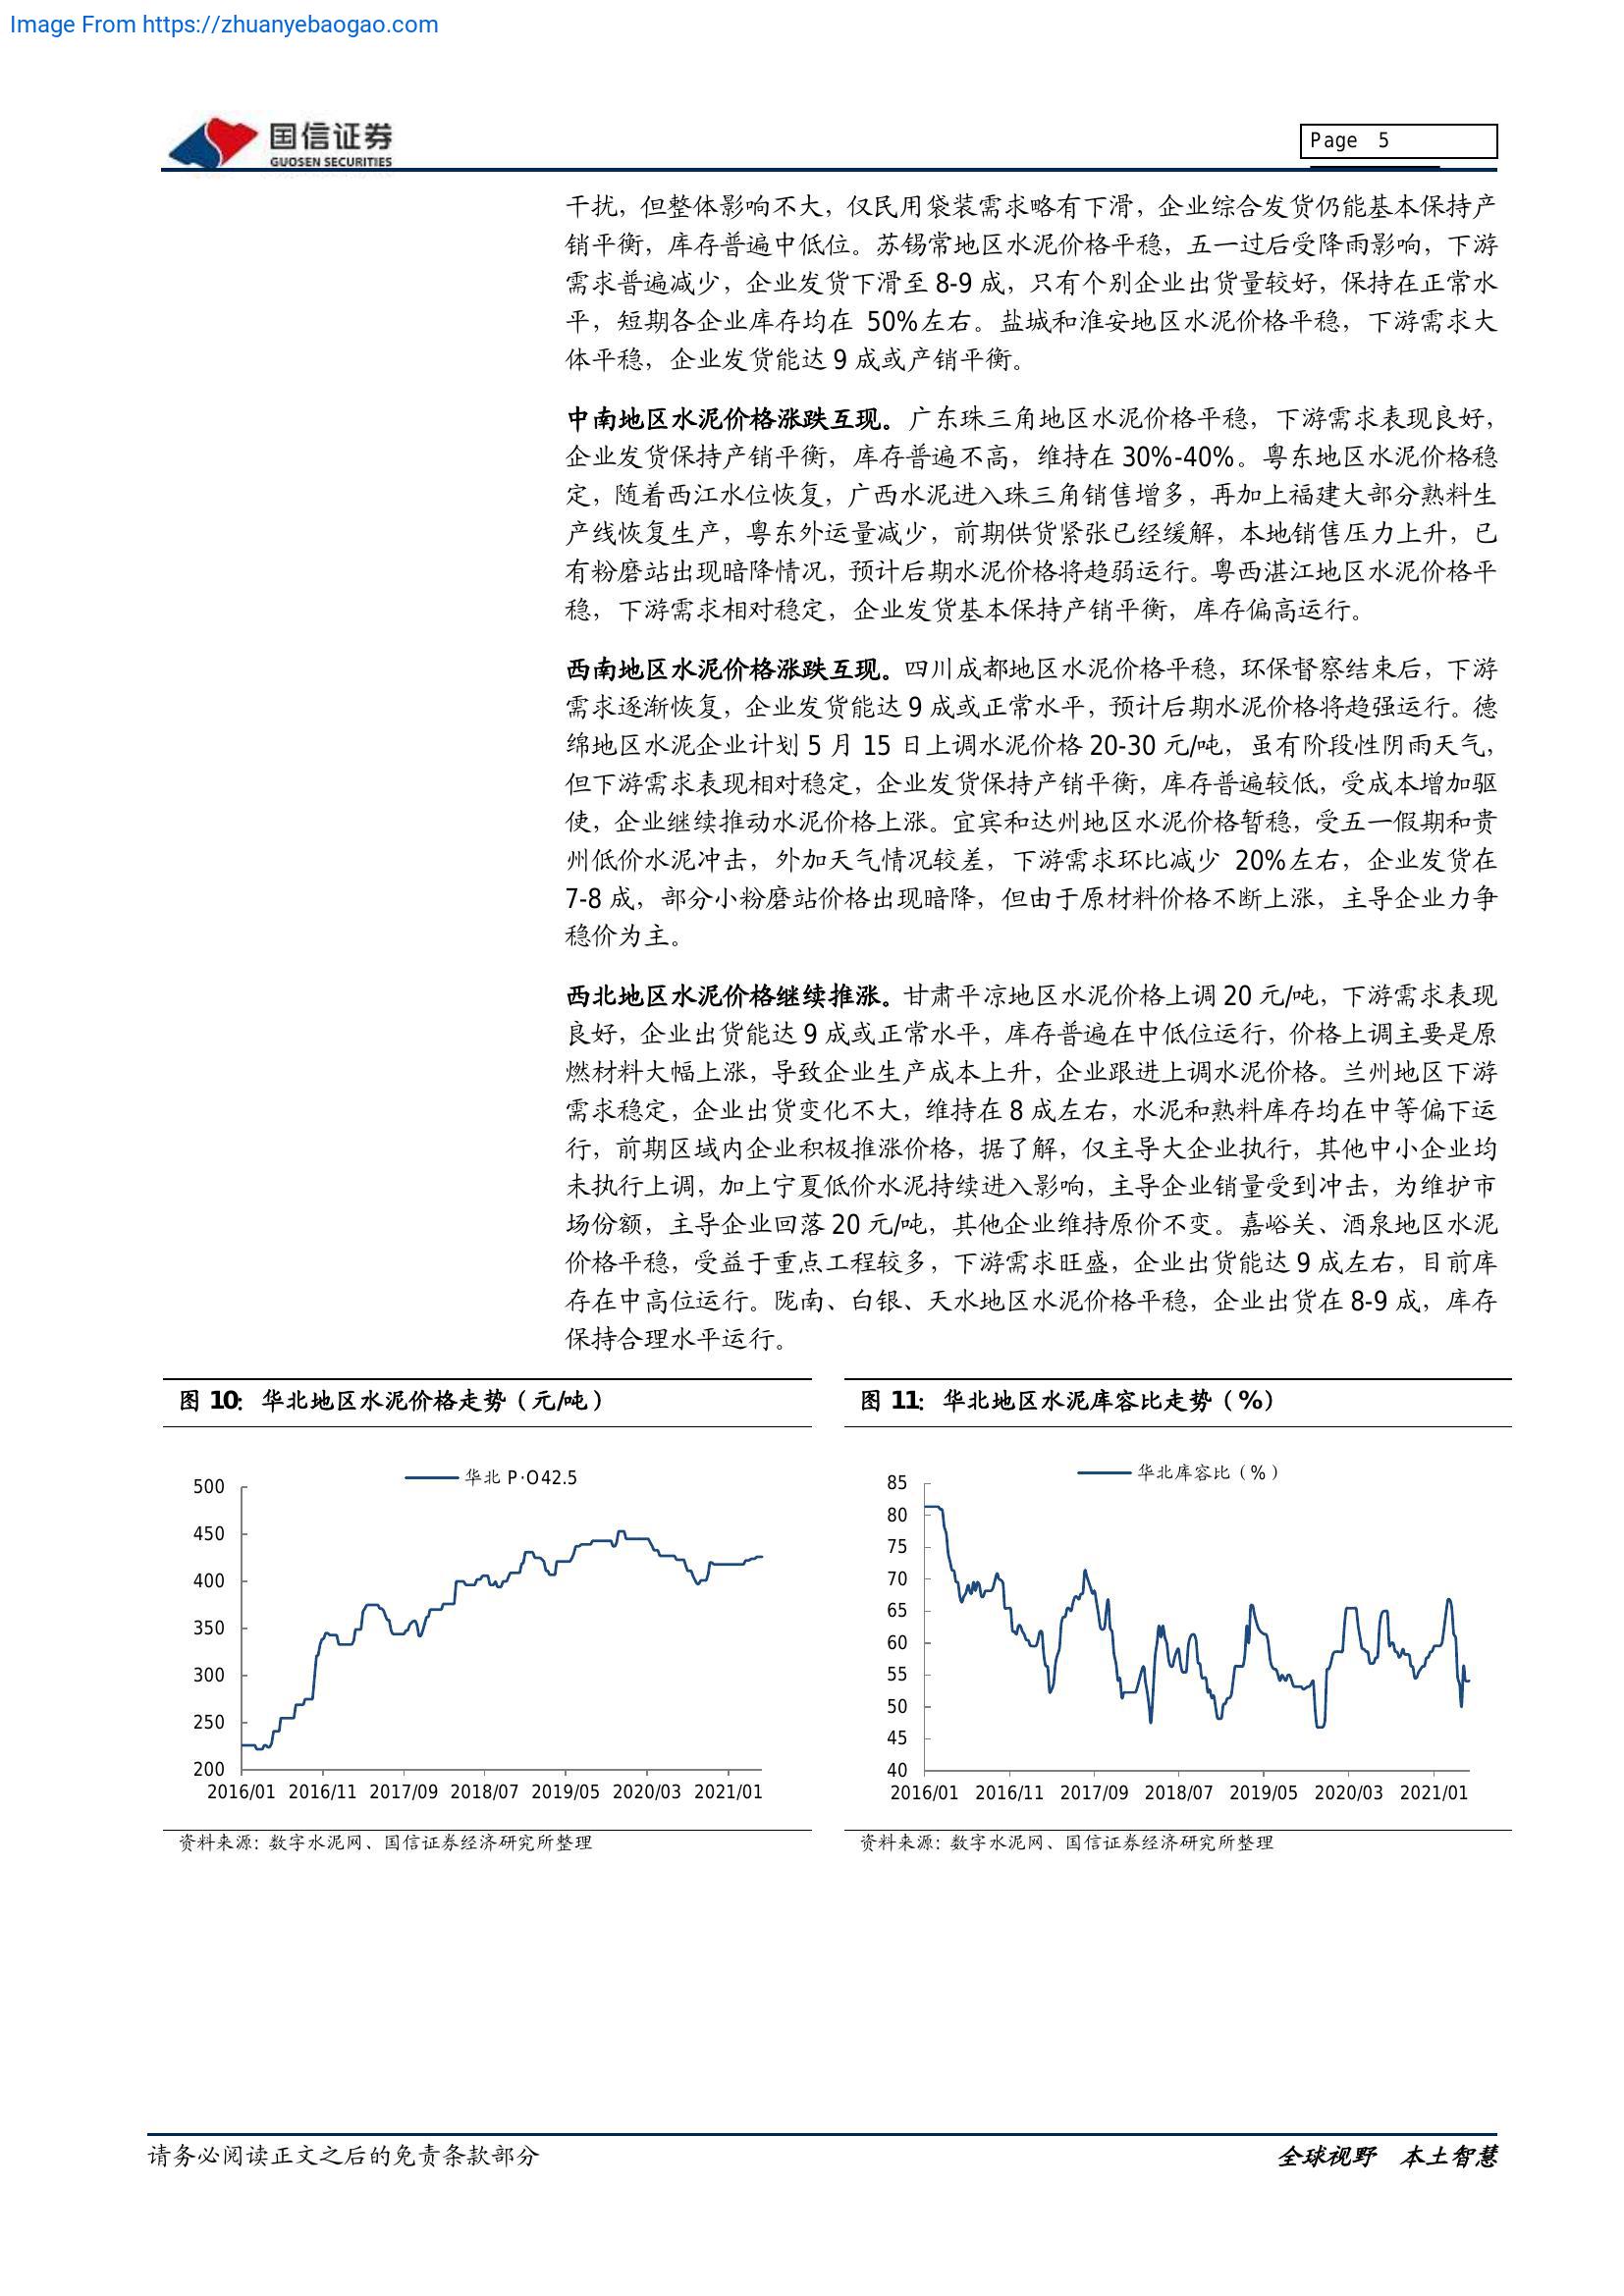 Image From https://zhuanyebaogao.com
国信证券
GUOSEN SECURITIES
Page 5
干扰，但整体影响不大，仅民用袋装需求略有下滑，企业综合发货仍能基本保持产
销平衡，库存普遍中低位。苏锡常地区水泥价格平稳，五一过后受降雨影响，下游
需求普遍减少，企业发货下滑至 8-9 成，只有个别企业出货量较好，保持在正常水
平，短期各企业库存均在 50%左右。盐城和淮安地区水泥价格平稳，下游需求大
体平稳，企业发货能达 9 成或产销平衡。
中南地区水泥价格涨跌互现。广东珠三角地区水泥价格平稳，下游需求表现良好，
企业发货保持产销平衡，库存普遍不高，维持在 30%-40%。粤东地区水泥价格稳
定，随着西江水位恢复，广西水泥进入珠三角销售增多，再加上福建大部分熟料生
产线恢复生产，粤东外运量减少，前期供货紧张已经缓解，本地销售压力上升，已
有粉磨站出现暗降情况，预计后期水泥价格将趋弱运行。粤西湛江地区水泥价格平
稳，下游需求相对稳定，企业发货基本保持产销平衡，库存偏高运行。
西南地区水泥价格涨跌互现。四川成都地区水泥价格平稳，环保督察结束后，下游
需求逐渐恢复，企业发货能达 9 成或正常水平，预计后期水泥价格将趋强运行。德
绵地区水泥企业计划 5 月 15 日上调水泥价格 20-30 元/吨，虽有阶段性阴雨天气，
但下游需求表现相对稳定，企业发货保持产销平衡，库存普遍较低，受成本增加驱
使，企业继续推动水泥价格上涨。宜宾和达州地区水泥价格暂稳，受五一假期和贵
州低价水泥冲击，外加天气情况较差，下游需求环比减少 20%左右，企业发货在
7-8 成，部分小粉磨站价格出现暗降，但由于原材料价格不断上涨，主导企业力争
稳价为主。
西北地区水泥价格继续推涨。甘肃平凉地区水泥价格上调 20 元/吨，下游需求表现
良好，企业出货能达 9 成或正常水平，库存普遍在中低位运行，价格上调主要是原
燃材料大幅上涨，导致企业生产成本上升，企业跟进上调水泥价格。兰州地区下游
需求稳定，企业出货变化不大，维持在 8 成左右，水泥和熟料库存均在中等偏下运
行，前期区域内企业积极推涨价格，据了解，仅主导大企业执行，其他中小企业均
未执行上调，加上宁夏低价水泥持续进入影响，主导企业销量受到冲击，为维护市
场份额，主导企业回落 20 元/吨，其他企业维持原价不变。嘉峪关、酒泉地区水泥
价格平稳，受益于重点工程较多，下游需求旺盛，企业出货能达 9 成左右，目前库
存在中高位运行。陇南、白银、天水地区水泥价格平稳，企业出货在 8-9 成，库存
保持合理水平运行。
图 10：华北地区水泥价格走势（元/吨）
华北 P·O42.5
500
450
400
350
300
250
200
2016/01 2016/11 2017/09 2018/07 2019/05 2020/03 2021/01
资料来源：数字水泥网、国信证券经济研究所整理
图 11：华北地区水泥库容比走势（%）
华北库容比（%）
85
80
75
70
65
60
55
50
45
40
2016/01 2016/11 2017/09 2018/07 2019/05 2020/03 2021/01
资料来源：数字水泥网、国信证券经济研究所整理
请务必阅读正文之后的免责条款部分
全球视野 本土智慧